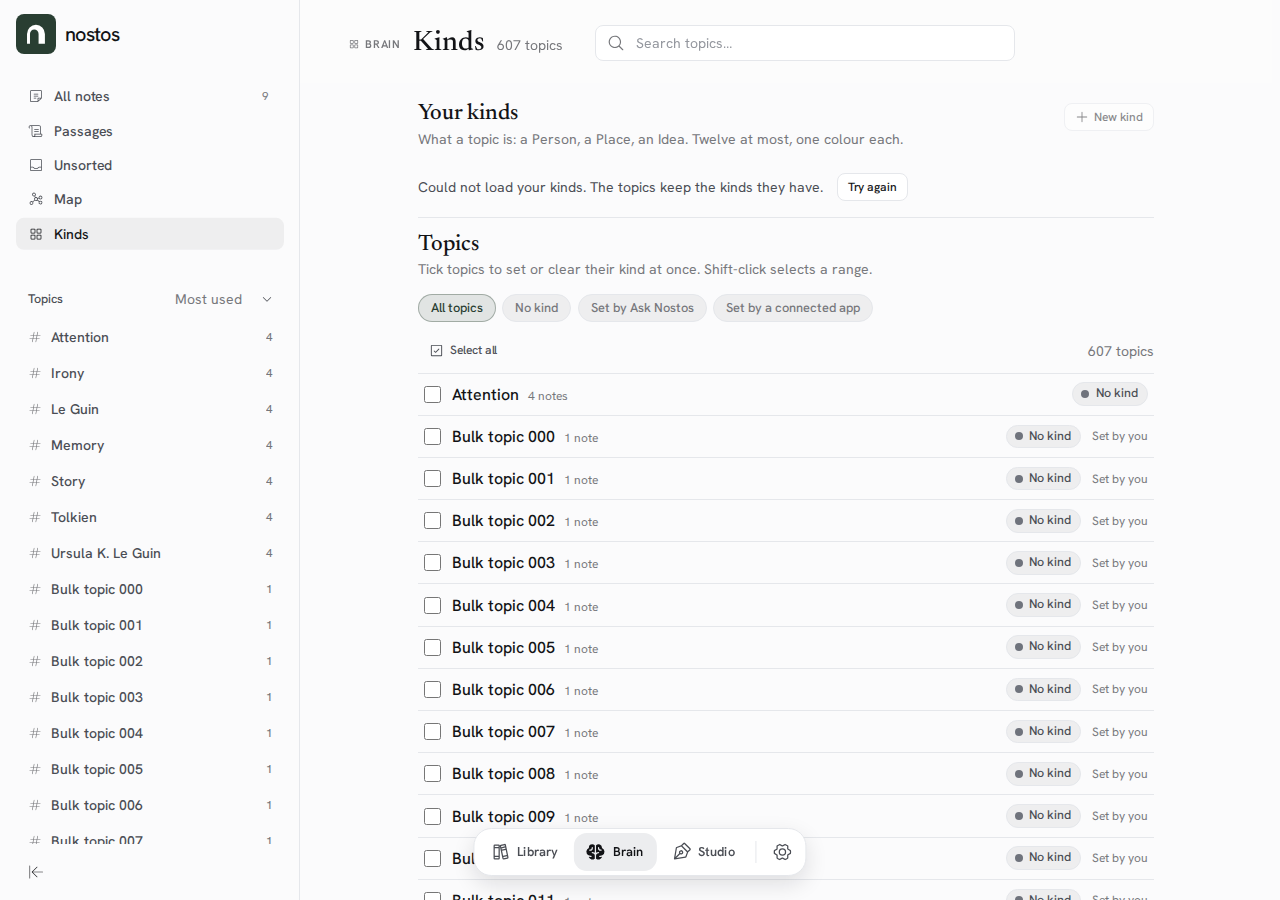 nostos
All notes 9
Passages
Unsorted
Map
Kinds
Topics Most used
# Attention 4
# Irony 4
# Le Guin 4
# Memory 4
# Story 4
# Tolkien 4
# Ursula K. Le Guin 4
# Bulk topic 000 1
# Bulk topic 001 1
# Bulk topic 002 1
# Bulk topic 003 1
# Bulk topic 004 1
# Bulk topic 005 1
# Bulk topic 006 1
# Bulk topic 007 1
BRAIN Kinds 607 topics Search topics...
Your kinds
New kind
What a topic is: a Person, a Place, an Idea. Twelve at most, one colour each.
Could not load your kinds. The topics keep the kinds they have. Try again
Topics
Tick topics to set or clear their kind at once. Shift-click selects a range.
All topics No kind Set by Ask Nostos Set by a connected app
Select all 607 topics
Attention 4 notes No kind
Bulk topic 000 1 note No kind Set by you
Bulk topic 001 1 note No kind Set by you
Bulk topic 002 1 note No kind Set by you
Bulk topic 003 1 note No kind Set by you
Bulk topic 004 1 note No kind Set by you
Bulk topic 005 1 note No kind Set by you
Bulk topic 006 1 note No kind Set by you
Bulk topic 007 1 note No kind Set by you
Bulk topic 008 1 note No kind Set by you
Bulk topic 009 1 note No kind Set by you
No kind Set by you
Library Brain Studio
Bulk topic 011 No kind Set by you